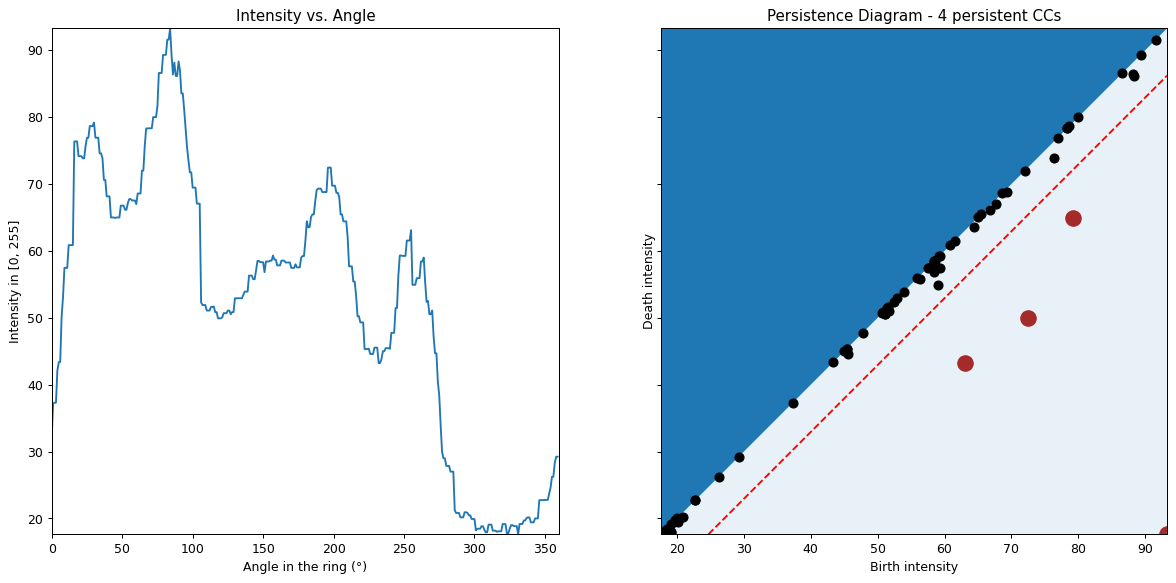 Intensity vs. Angle
Intensity in [0, 255]
90
80
70
60
50
40
30
20
0 50 100 150 200 250 300 350
Angle in the ring (°)
Persistence Diagram - 4 persistent CCs
Death intensity
20 30 40 50 60 70 80 90
Birth intensity